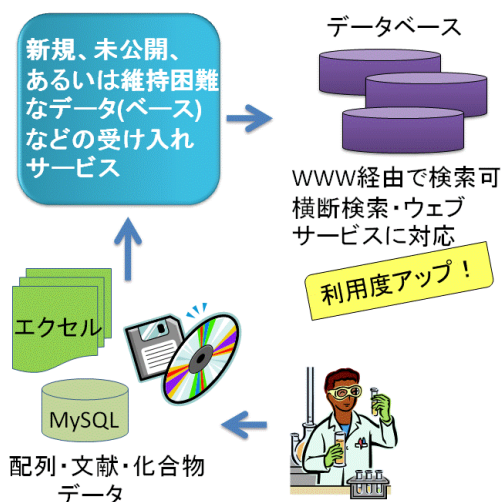 新規、未公開、
あるいは維持困難
なデータ(ベース)
などの受け入れ
サービス
データベース
WWW経由で検索可
横断検索・ウェブ
サービスに対応
利用度アップ！
エクセル
MySQL
配列・文献・化合物
データ